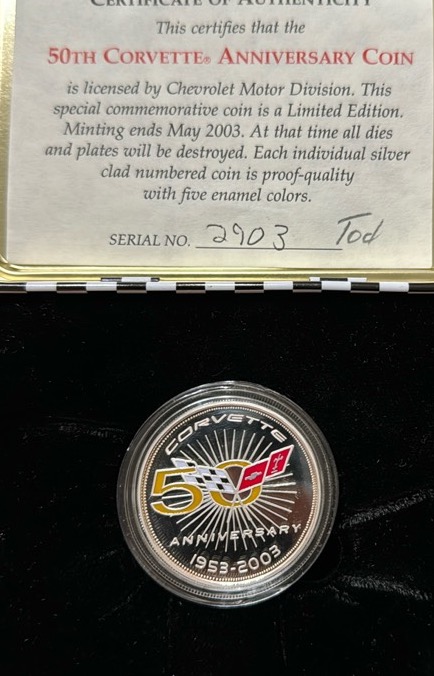 CERTIFICATE OF AUTHENTICITY
This certifies that the
50TH CORVETTE® ANNIVERSARY COIN
is licensed by Chevrolet Motor Division. This
special commemorative coin is a Limited Edition.
Minting ends May 2003. At that time all dies
and plates will be destroyed. Each individual silver
clad numbered coin is proof-quality
with five enamel colors.
SERIAL NO. 2903 Tod
CORVETTE
50
ANNIVERSARY
1953-2003